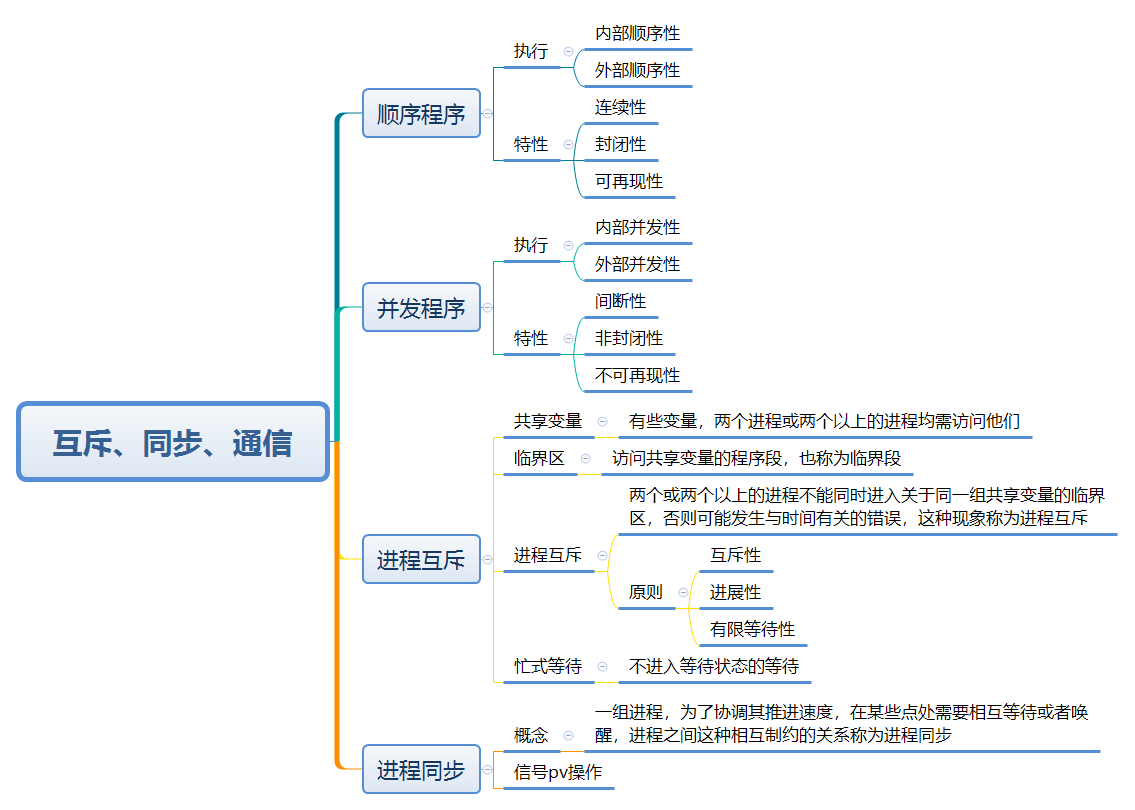 互斥、同步、通信
顺序程序
执行
内部顺序性
外部顺序性
特性
连续性
封闭性
可再现性
并发程序
执行
内部并发性
外部并发性
特性
间断性
非封闭性
不可再现性
进程互斥
共享变量
有些变量，两个进程或两个以上的进程均需访问他们
临界区
访问共享变量的程序段，也称为临界段
进程互斥
两个或两个以上的进程不能同时进入关于同一组共享变量的临界
区，否则可能发生与时间有关的错误，这种现象称为进程互斥
原则
互斥性
进展性
有限等待性
忙式等待
不进入等待状态的等待
进程同步
概念
一组进程，为了协调其推进速度，在某些点处需要相互等待或者唤
醒，进程之间这种相互制约的关系称为进程同步
信号pv操作